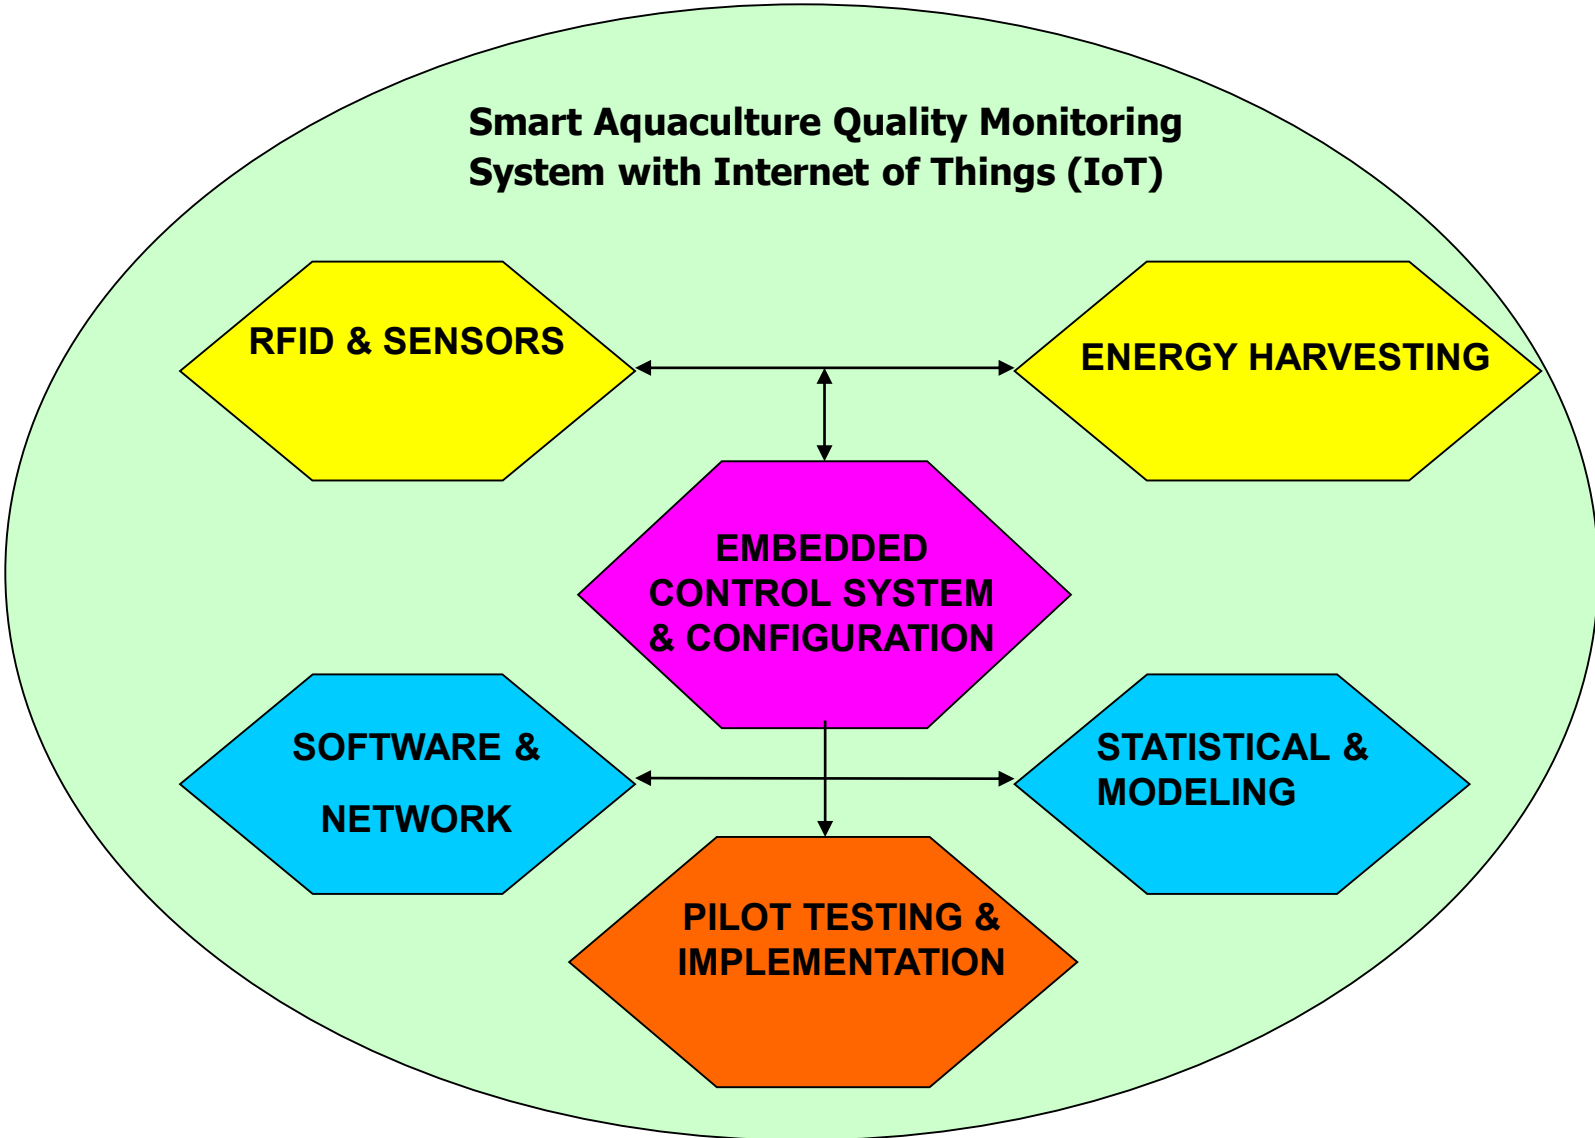 Smart Aquaculture Quality Monitoring
System with Internet of Things (IoT)
RFID & SENSORS
ENERGY HARVESTING
EMBEDDED
CONTROL SYSTEM
& CONFIGURATION
SOFTWARE &
NETWORK
STATISTICAL &
MODELING
PILOT TESTING &
IMPLEMENTATION